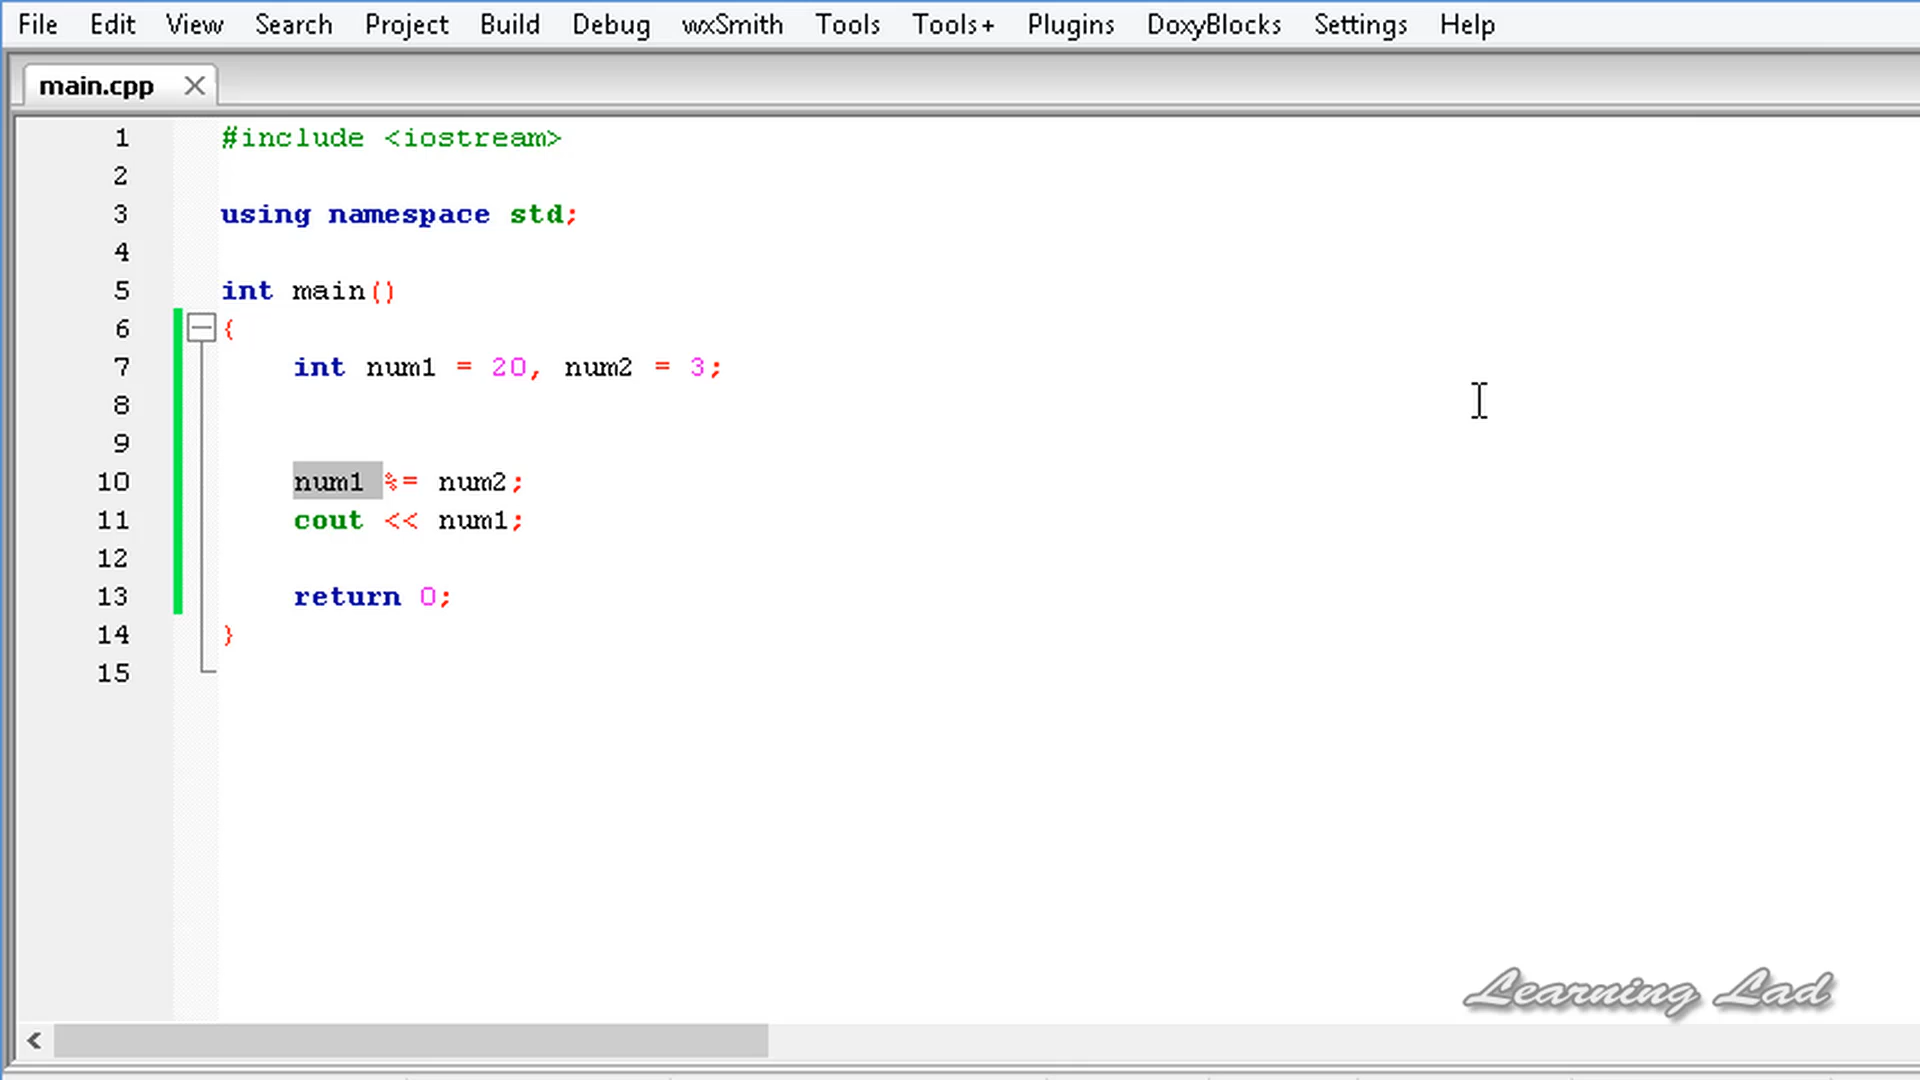 File Edit View Search Project Build Debug wxSmith Tools Tools+ Plugins DoxyBlocks Settings Help
main.cpp
1 #include <iostream>
2
3 using namespace std;
4
5 int main()
6 {
7 int num1 = 20, num2 = 3;
8
9
10 num1 %= num2;
11 cout << num1;
12
13 return 0;
14 }
15
Learning Lad